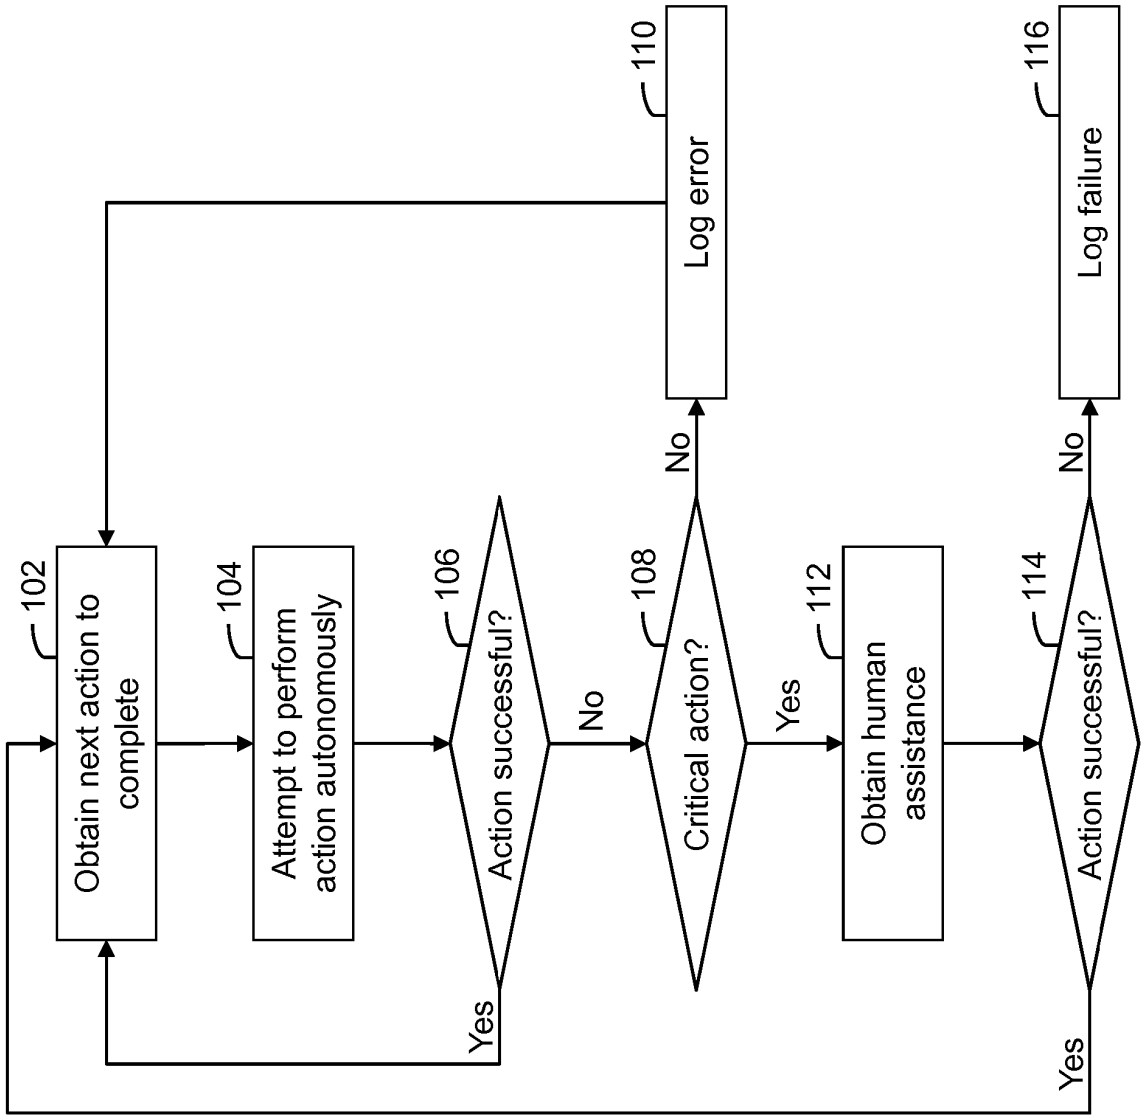 102
Obtain next action to
complete
104
Attempt to perform
action autonomously
106
Action successful?
Yes
No
108
Critical action?
No
110
Log error
Yes
112
Obtain human
assistance
114
Action successful?
Yes
No
116
Log failure